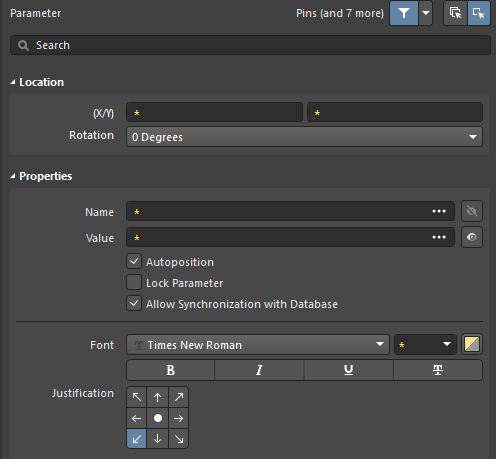 Parameter Pins (and 7 more)
Search
Location
(X/Y) * *
Rotation 0 Degrees
Properties
Name * •••
Value * •••
Autoposition
Lock Parameter
Allow Synchronization with Database
Font T Times New Roman *
B I U T
Justification